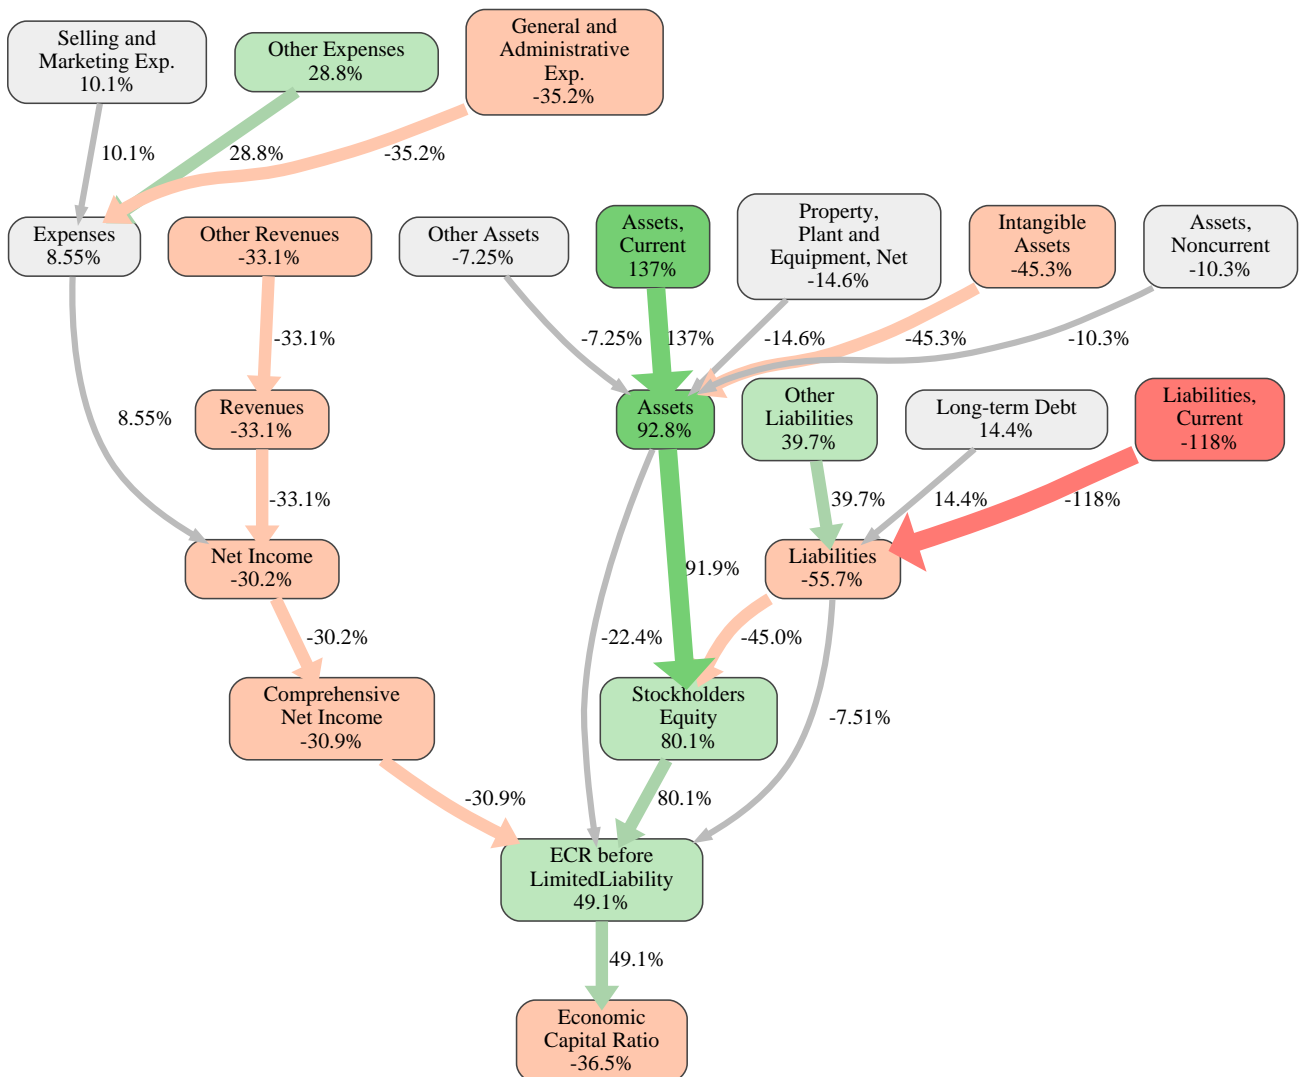 Selling and
Marketing Exp.
10.1%
Other Expenses
28.8%
General and
Administrative
Exp.
-35.2%
10.1%
28.8%
-35.2%
Expenses
8.55%
Other Revenues
-33.1%
Other Assets
-7.25%
Assets,
Current
137%
Property,
Plant and
Equipment, Net
-14.6%
Intangible
Assets
-45.3%
Assets,
Noncurrent
-10.3%
-33.1%
-7.25%
137%
-14.6%
-45.3%
-10.3%
8.55%
Revenues
-33.1%
Assets
92.8%
Other
Liabilities
39.7%
Long-term Debt
14.4%
Liabilities,
Current
-118%
-33.1%
39.7%
14.4%
-118%
Net Income
-30.2%
91.9%
Liabilities
-55.7%
-30.2%
-22.4%
-45.0%
Comprehensive
Net Income
-30.9%
Stockholders
Equity
80.1%
-7.51%
-30.9%
80.1%
ECR before
LimitedLiability
49.1%
49.1%
Economic
Capital Ratio
-36.5%